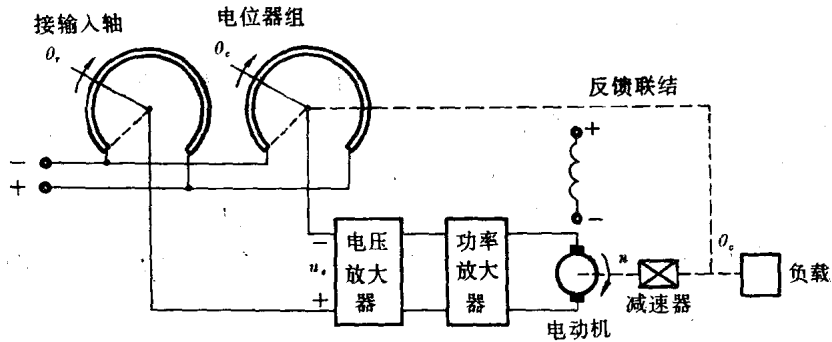 接输入轴
电位器组
θr
θc
反馈联结
−
+
+
−
−
电压
放大
器
ue
+
功率
放大
器
n
θc
减速器
负载
电动机